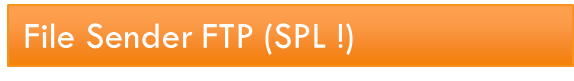 File Sender FTP (SPL !)